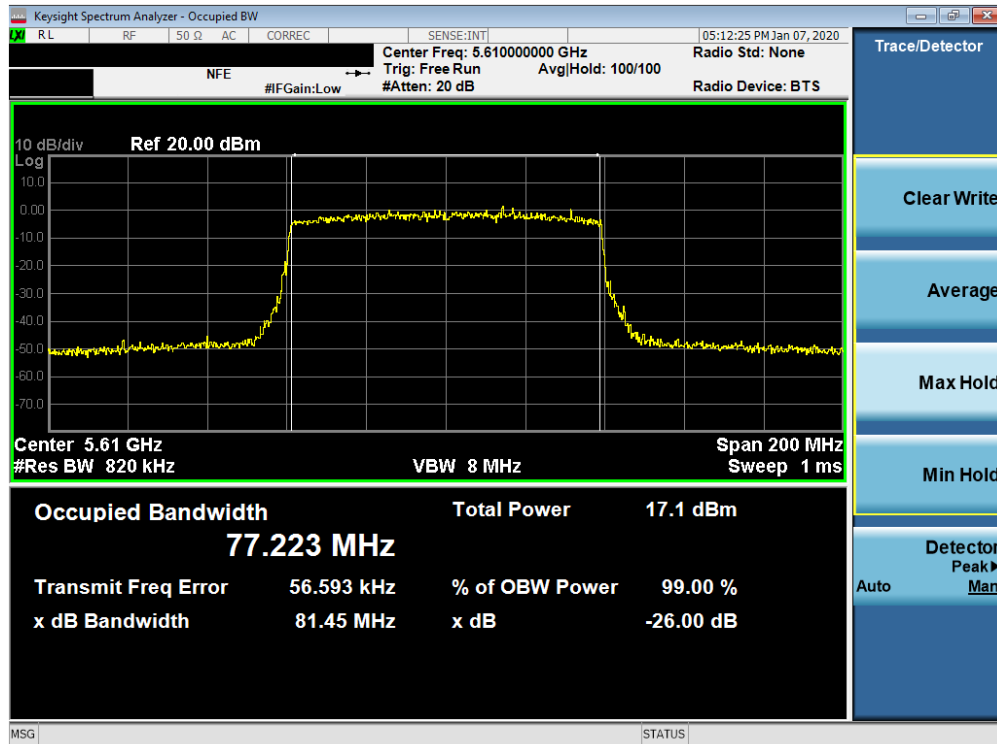 Keysight Spectrum Analyzer - Occupied BW
LXI RL RF 50 Ω AC CORREC SENSE:INT 05:12:25 PM Jan 07, 2020
Center Freq: 5.610000000 GHz Radio Std: None
NFE Trig: Free Run Avg|Hold: 100/100
#IFGain:Low #Atten: 20 dB Radio Device: BTS
10 dB/div Ref 20.00 dBm
Log
10.0
0.00
-10.0
-20.0
-30.0
-40.0
-50.0
-60.0
-70.0
Center 5.61 GHz Span 200 MHz
#Res BW 820 kHz VBW 8 MHz Sweep 1 ms
Occupied Bandwidth Total Power 17.1 dBm
77.223 MHz
Transmit Freq Error 56.593 kHz % of OBW Power 99.00 %
x dB Bandwidth 81.45 MHz x dB -26.00 dB
Trace/Detector
Clear Write
Average
Max Hold
Min Hold
Detector
Peak
Auto Man
MSG STATUS